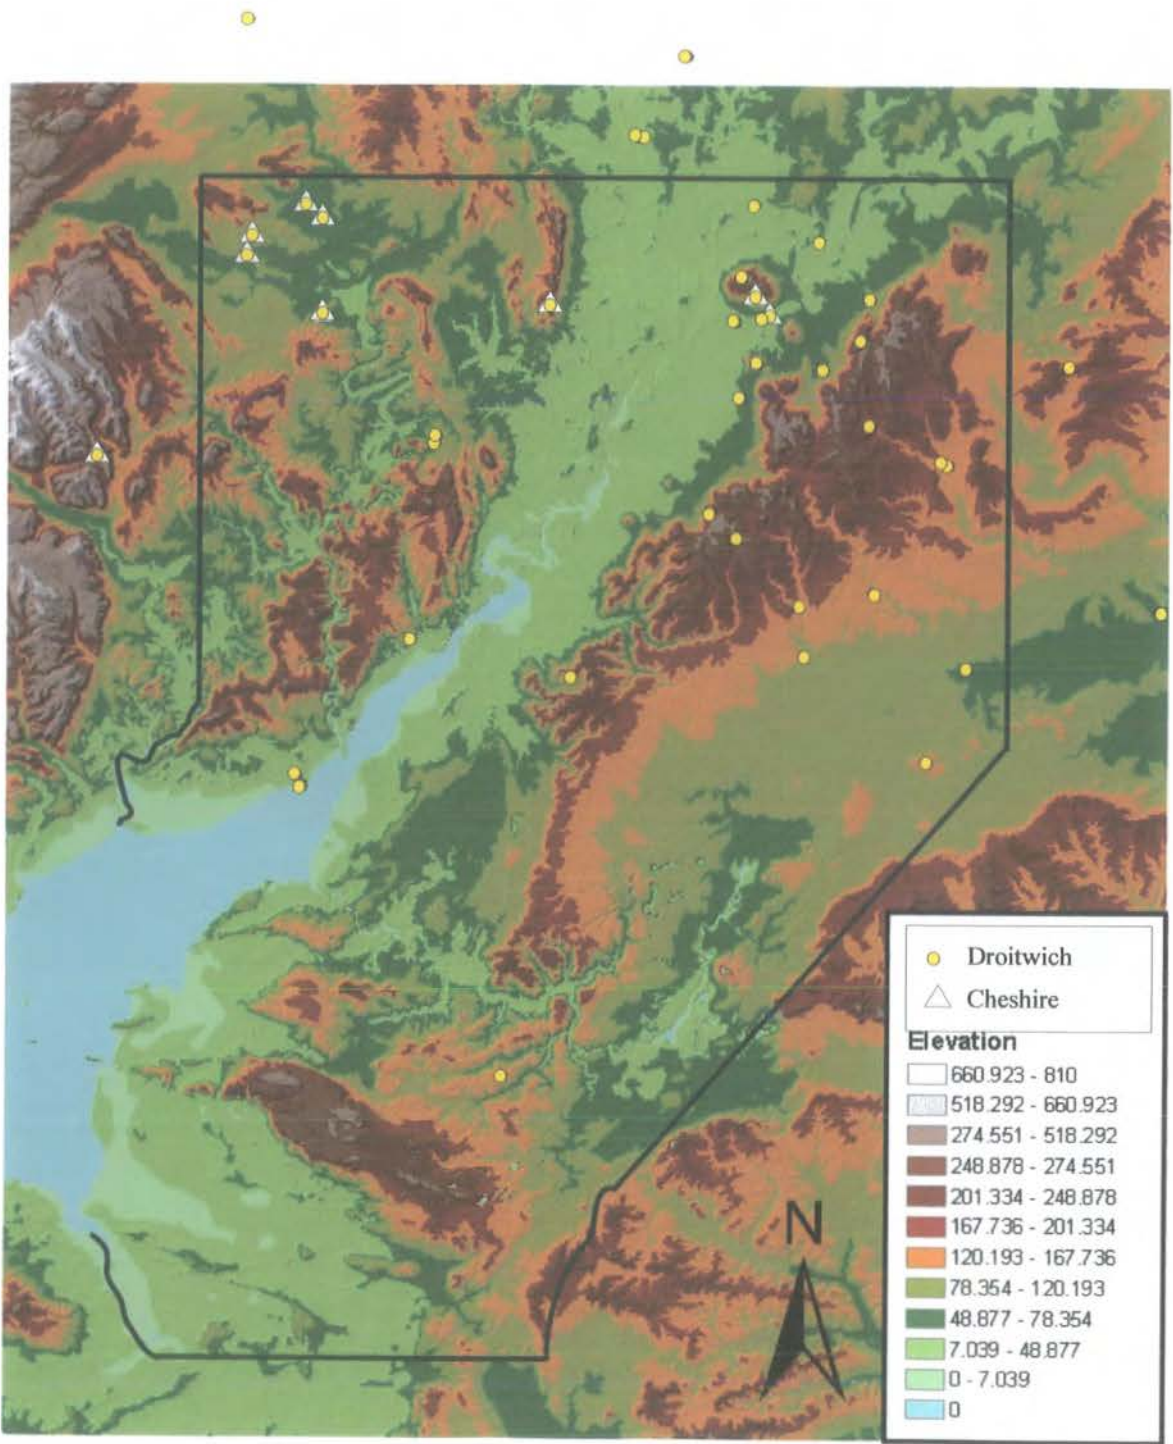 Droitwich
Cheshire
Elevation
660.923 - 810
518.292 - 660.923
274.551 - 518.292
248.878 - 274.551
201.334 - 248.878
167.736 - 201.334
120.193 - 167.736
78.354 - 120.193
48.877 - 78.354
7.039 - 48.877
0 - 7.039
0
N